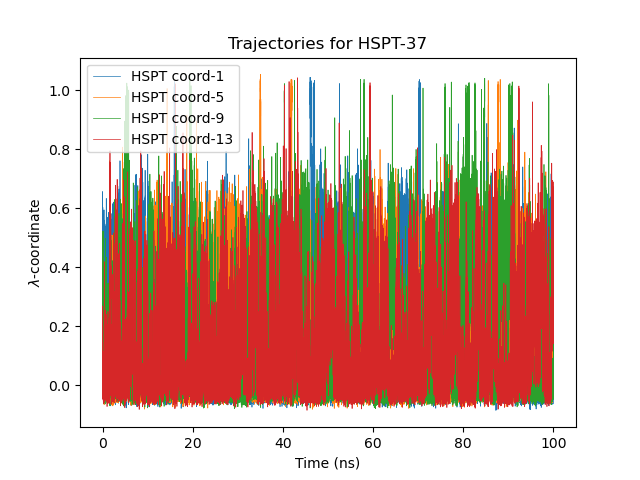 Trajectories for HSPT-37
HSPT coord-1
HSPT coord-5
HSPT coord-9
HSPT coord-13
1.0
0.8
0.6
0.4
0.2
0.0
λ-coordinate
0
20
40
60
80
100
Time (ns)